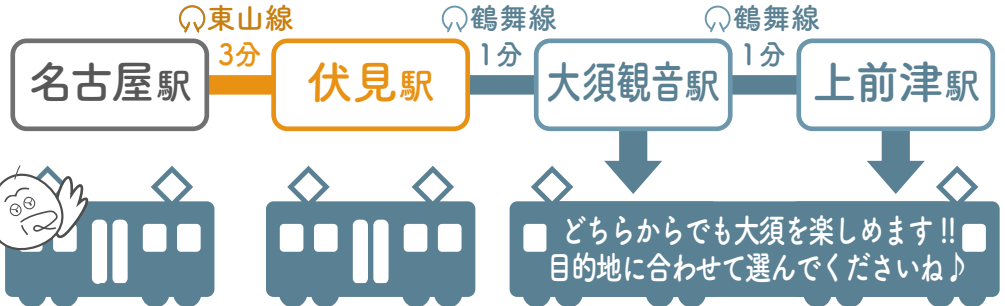 東山線
鶴舞線
鶴舞線
3分
1分
1分
名古屋駅
伏見駅
大須観音駅
上前津駅
どちらからでも大須を楽しめます!!
目的地に合わせて選んでくださいね♪